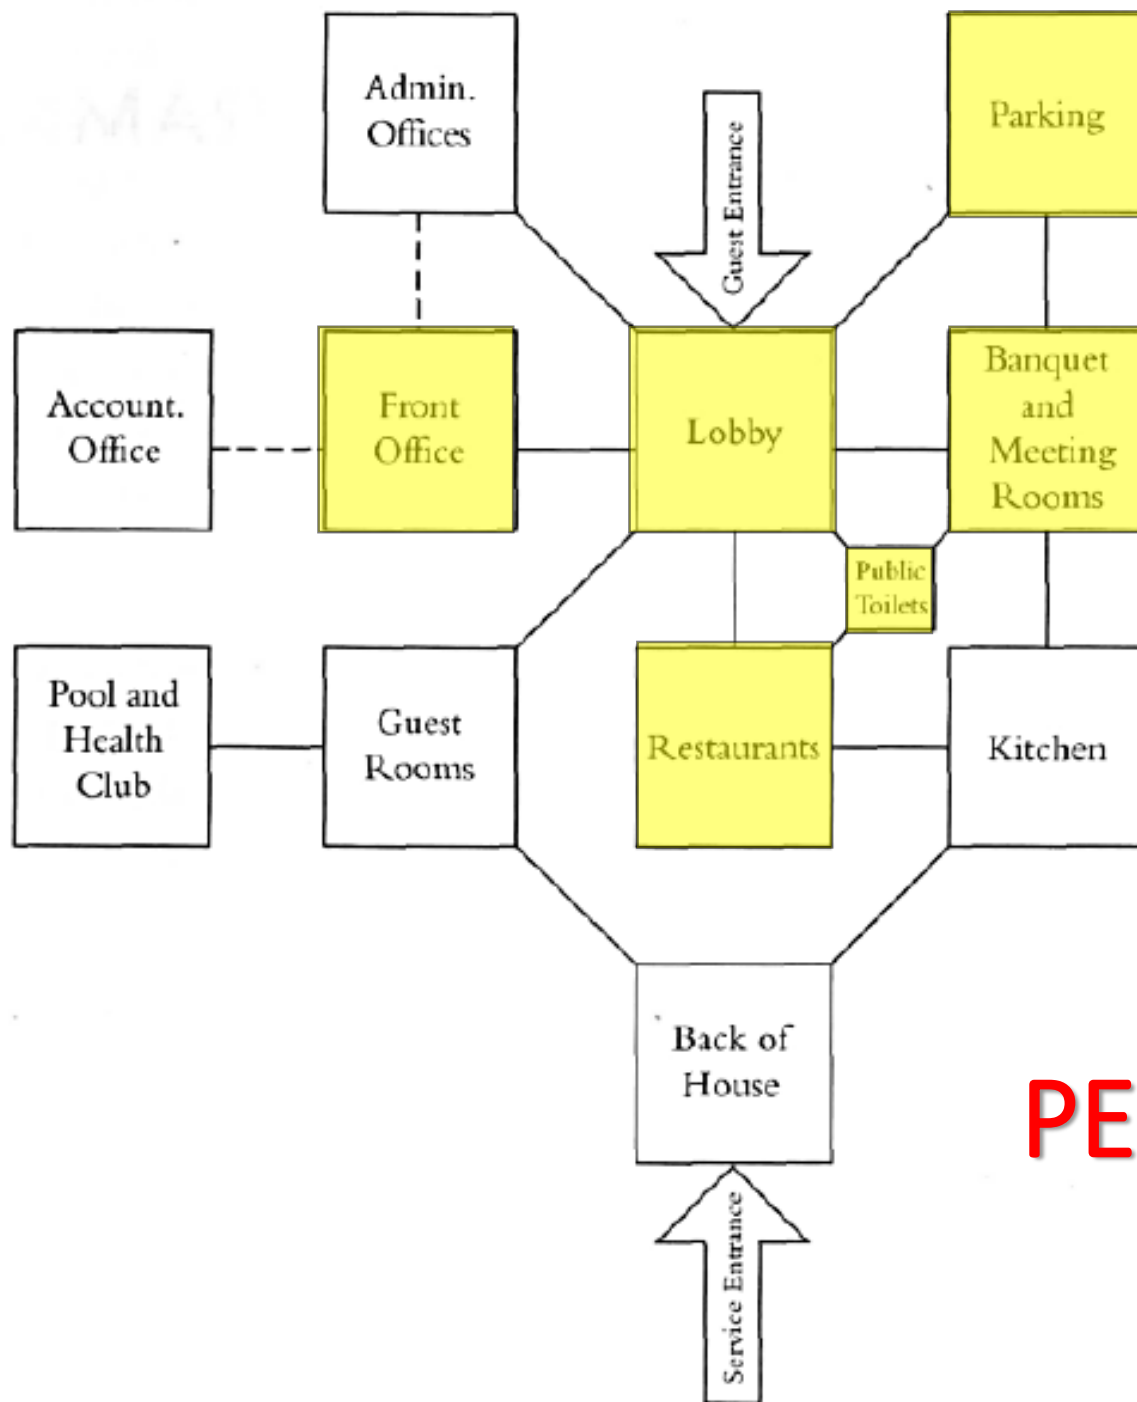 Admin.
Offices
Guest Entrance
Parking
Account.
Office
Front
Office
Lobby
Banquet
and
Meeting
Rooms
Public
Toilets
Pool and
Health
Club
Guest
Rooms
Restaurants
Kitchen
Back of
House
PE
Service Entrance